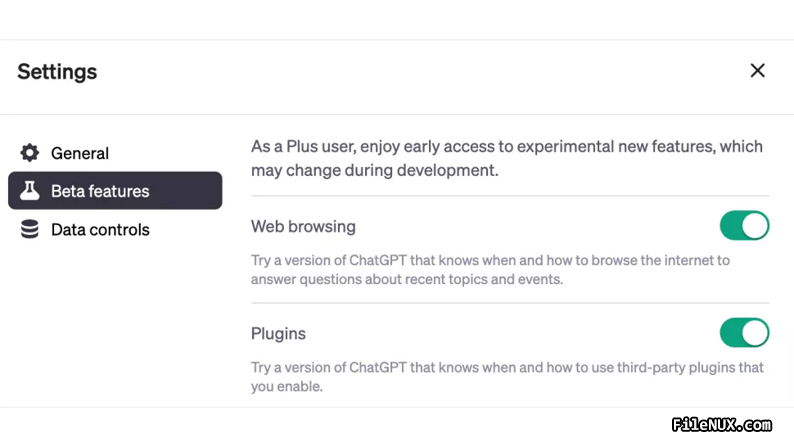 Settings
General
Beta features
Data controls
As a Plus user, enjoy early access to experimental new features, which
may change during development.
Web browsing
Try a version of ChatGPT that knows when and how to browse the internet to
answer questions about recent topics and events.
Plugins
Try a version of ChatGPT that knows when and how to use third-party plugins that
you enable.
FileNUX.com